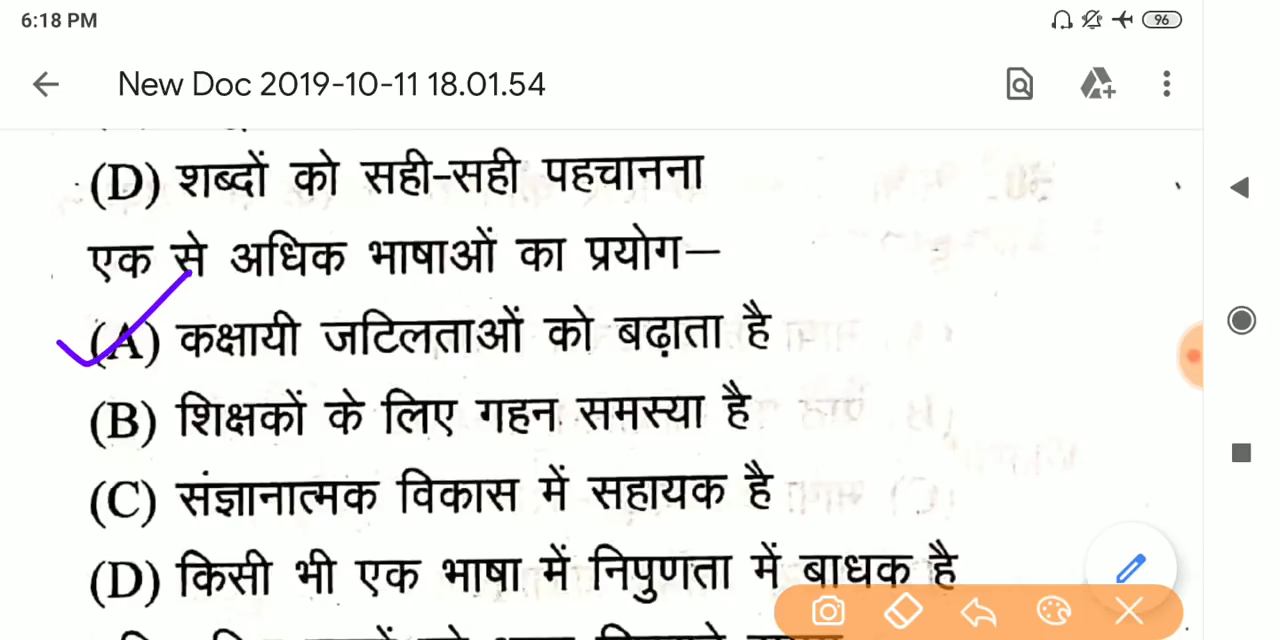 6:18 PM
96
New Doc 2019-10-11 18.01.54
(D) शब्दों को सही-सही पहचानना
एक से अधिक भाषाओं का प्रयोग—
(A) कक्षायी जटिलताओं को बढ़ाता है
(B) शिक्षकों के लिए गहन समस्या है
(C) संज्ञानात्मक विकास में सहायक है
(D) किसी भी एक भाषा में निपुणता में बाधक है